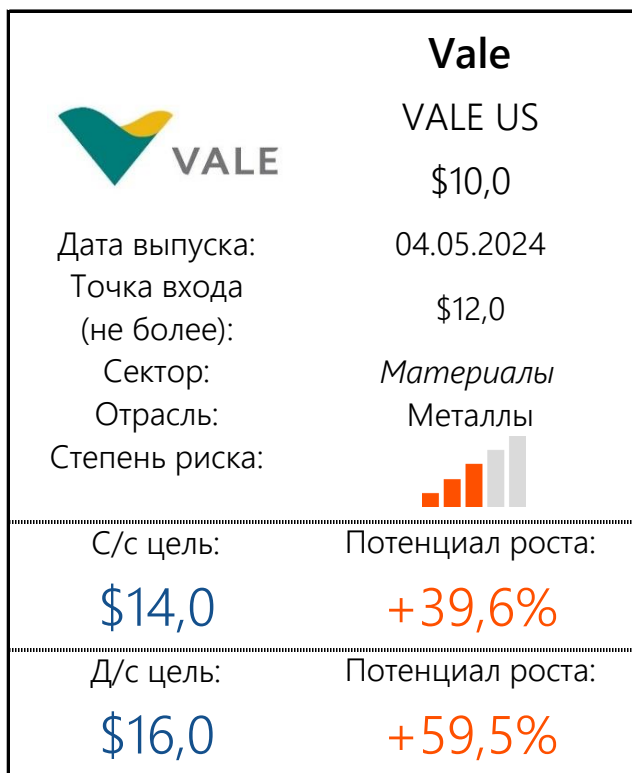 Vale
VALE US
VALE
$10,0
Дата выпуска: 04.05.2024
Точка входа
(не более): $12,0
Сектор: Материалы
Отрасль: Металлы
Степень риска:
С/с цель: Потенциал роста:
$14,0 +39,6%
Д/с цель: Потенциал роста:
$16,0 +59,5%